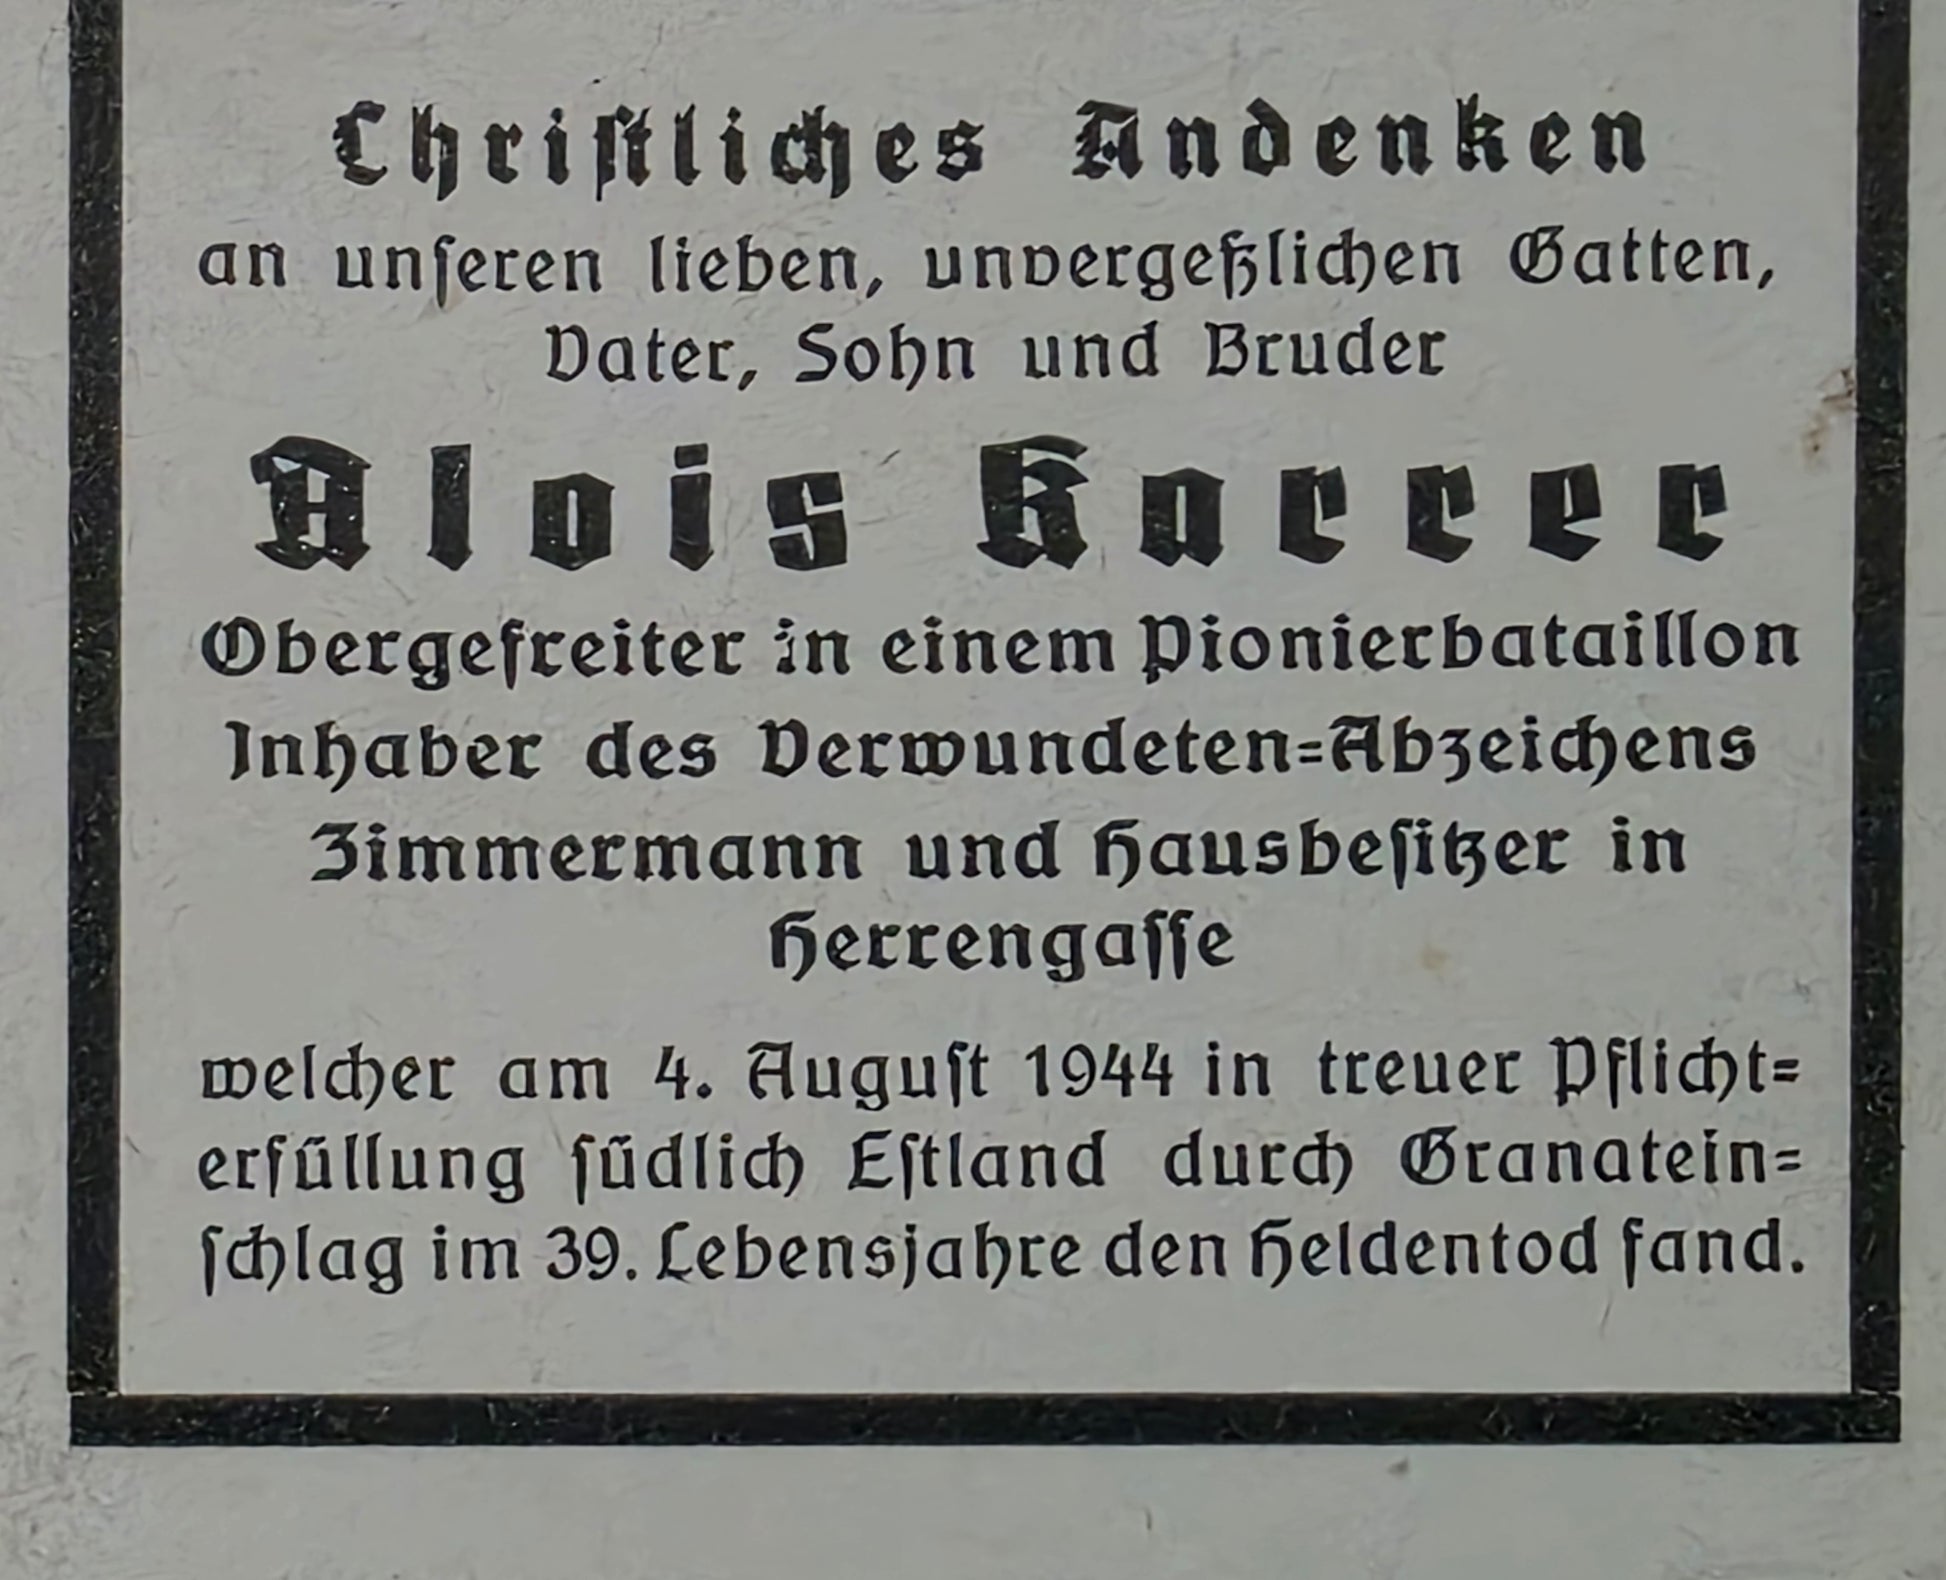 Christliches Andenken
an unseren lieben, unvergeßlichen Gatten,
Vater, Sohn und Bruder
Alois Karrer
Obergefreiter in einem Pionierbataillon
Inhaber des Verwundeten=Abzeichens
Zimmermann und Hausbesitzer in
Herrengasse
welcher am 4. August 1944 in treuer Pflicht=
erfüllung südlich Estland durch Granatein=
schlag im 39. Lebensjahre den Heldentod fand.